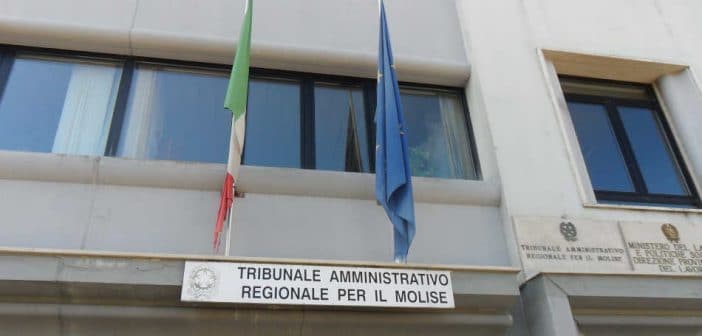 TRIBUNALE AMMINISTRATIVO
REGIONALE PER IL MOLISE
TRIBUNALE AMMINISTRATIVO
REGIONALE PER IL MOLISE
MINISTERO DEL LA
E POLITICHE SO
DIREZIONE PROVIN
DEL LAVOR